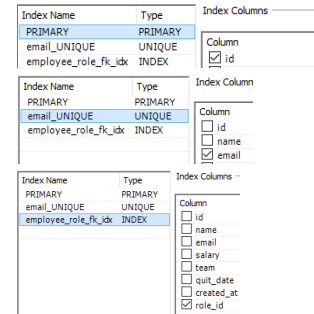 Index Name Type Index Columns
PRIMARY PRIMARY Column
email_UNIQUE UNIQUE id
employee_role_fk_idx INDEX
Index Name Type Index Column
PRIMARY PRIMARY Column
email_UNIQUE UNIQUE id
employee_role_fk_idx INDEX name
email
Index Name Type Index Columns
PRIMARY PRIMARY Column
email_UNIQUE UNIQUE id
employee_role_fk_idx INDEX name
email
salary
team
quit_date
created_at
role_id